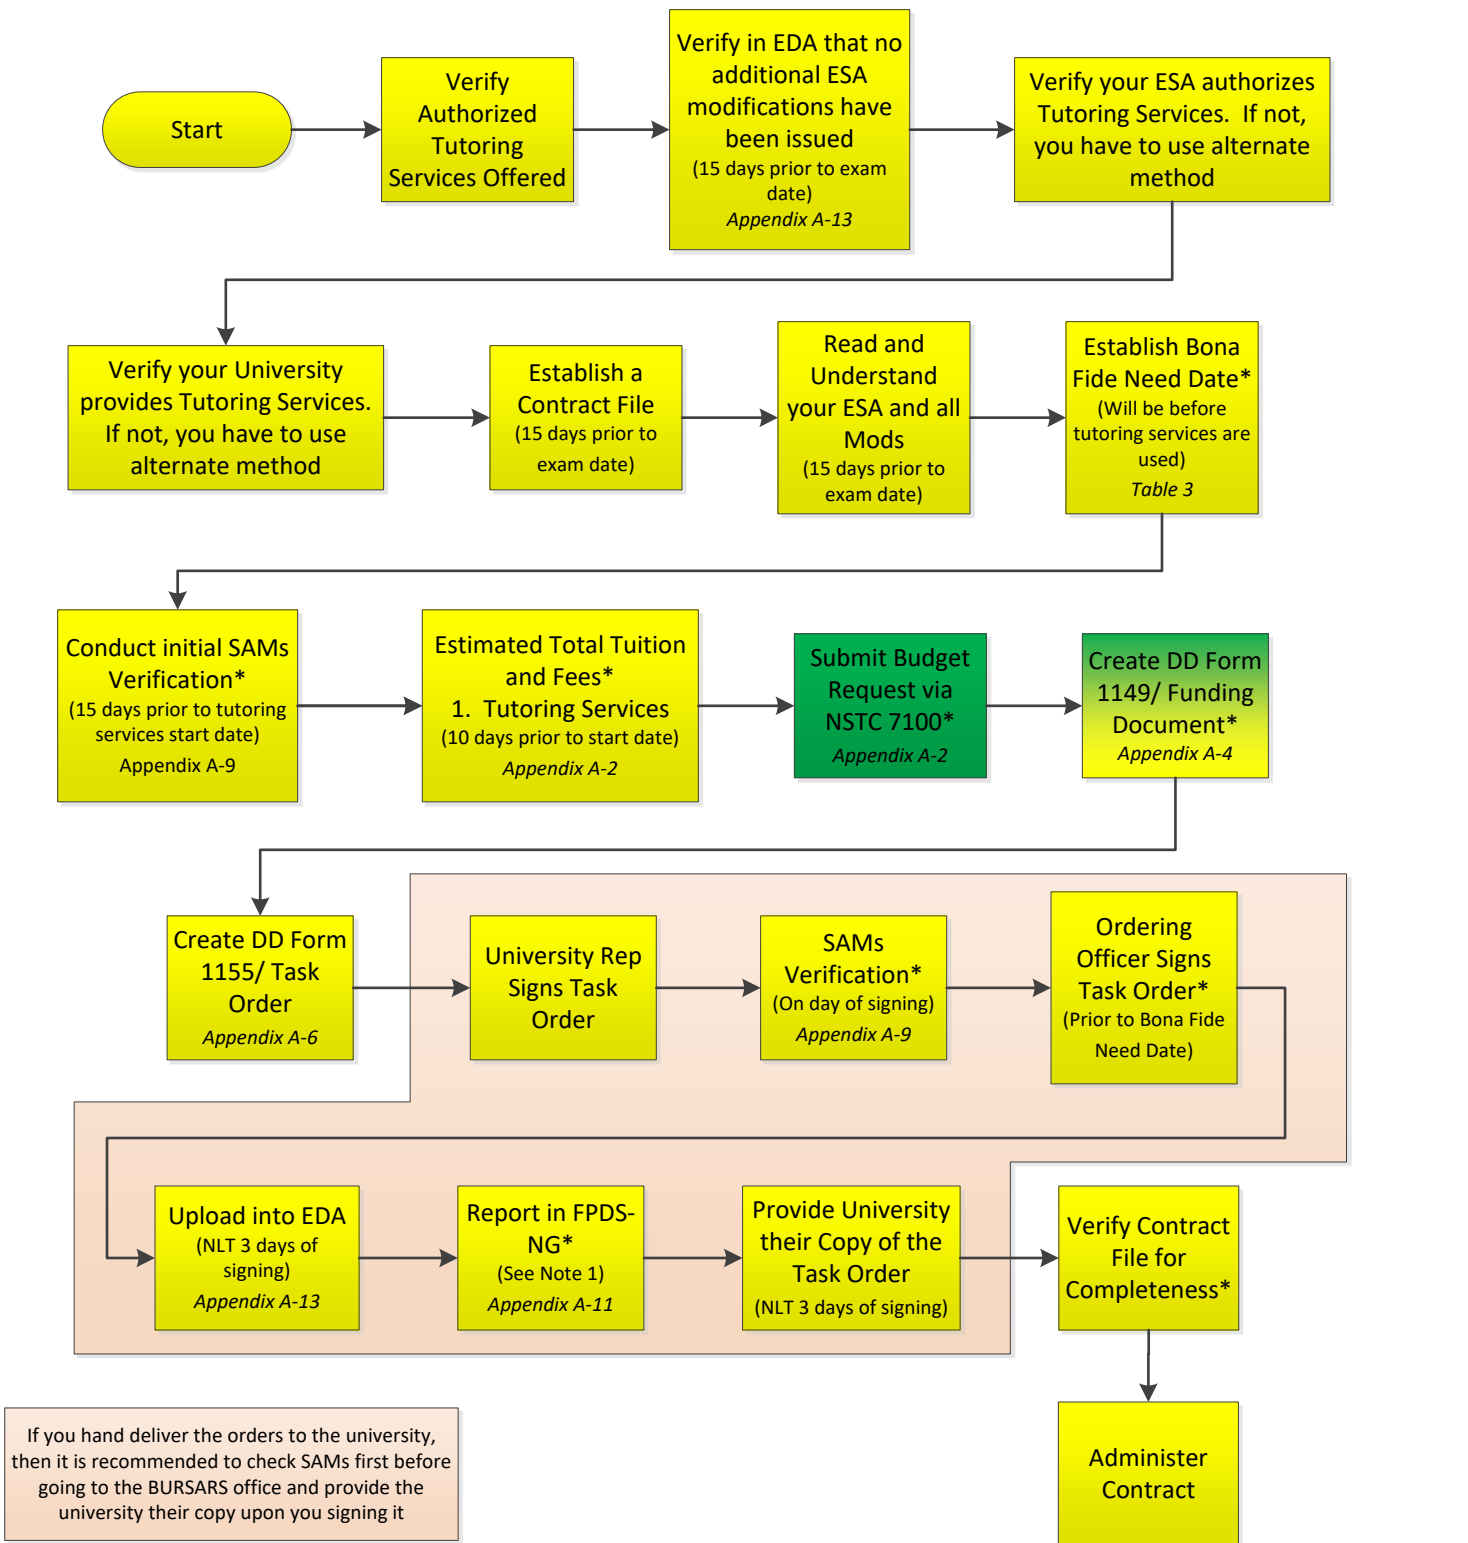 Start
Verify
Authorized
Tutoring
Services Offered
Verify in EDA that no
additional ESA
modifications have
been issued
(15 days prior to exam
date)
Appendix A-13
Verify your ESA authorizes
Tutoring Services.  If not,
you have to use alternate
method
Verify your University
provides Tutoring Services.
If not, you have to use
alternate method
Establish a
Contract File
(15 days prior to
exam date)
Read and
Understand
your ESA and all
Mods
(15 days prior to
exam date)
Establish Bona
Fide Need Date*
(Will be before
tutoring services are
used)
Table 3
Conduct initial SAMs
Verification*
(15 days prior to tutoring
services start date)
Appendix A-9
Estimated Total Tuition
and Fees*
1.  Tutoring Services
(10 days prior to start date)
Appendix A-2
Submit Budget
Request via
NSTC 7100*
Appendix A-2
Create DD Form
1149/ Funding
Document*
Appendix A-4
Create DD Form
1155/ Task
Order
Appendix A-6
University Rep
Signs Task
Order
SAMs
Verification*
(On day of signing)
Appendix A-9
Ordering
Officer Signs
Task Order*
(Prior to Bona Fide
Need Date)
Upload into EDA
(NLT 3 days of
signing)
Appendix A-13
Report in FPDS-
NG*
(See Note 1)
Appendix A-11
Provide University
their Copy of the
Task Order
(NLT 3 days of signing)
Verify Contract
File for
Completeness*
If you hand deliver the orders to the university,
then it is recommended to check SAMs first before
going to the BURSARS office and provide the
university their copy upon you signing it
Administer
Contract